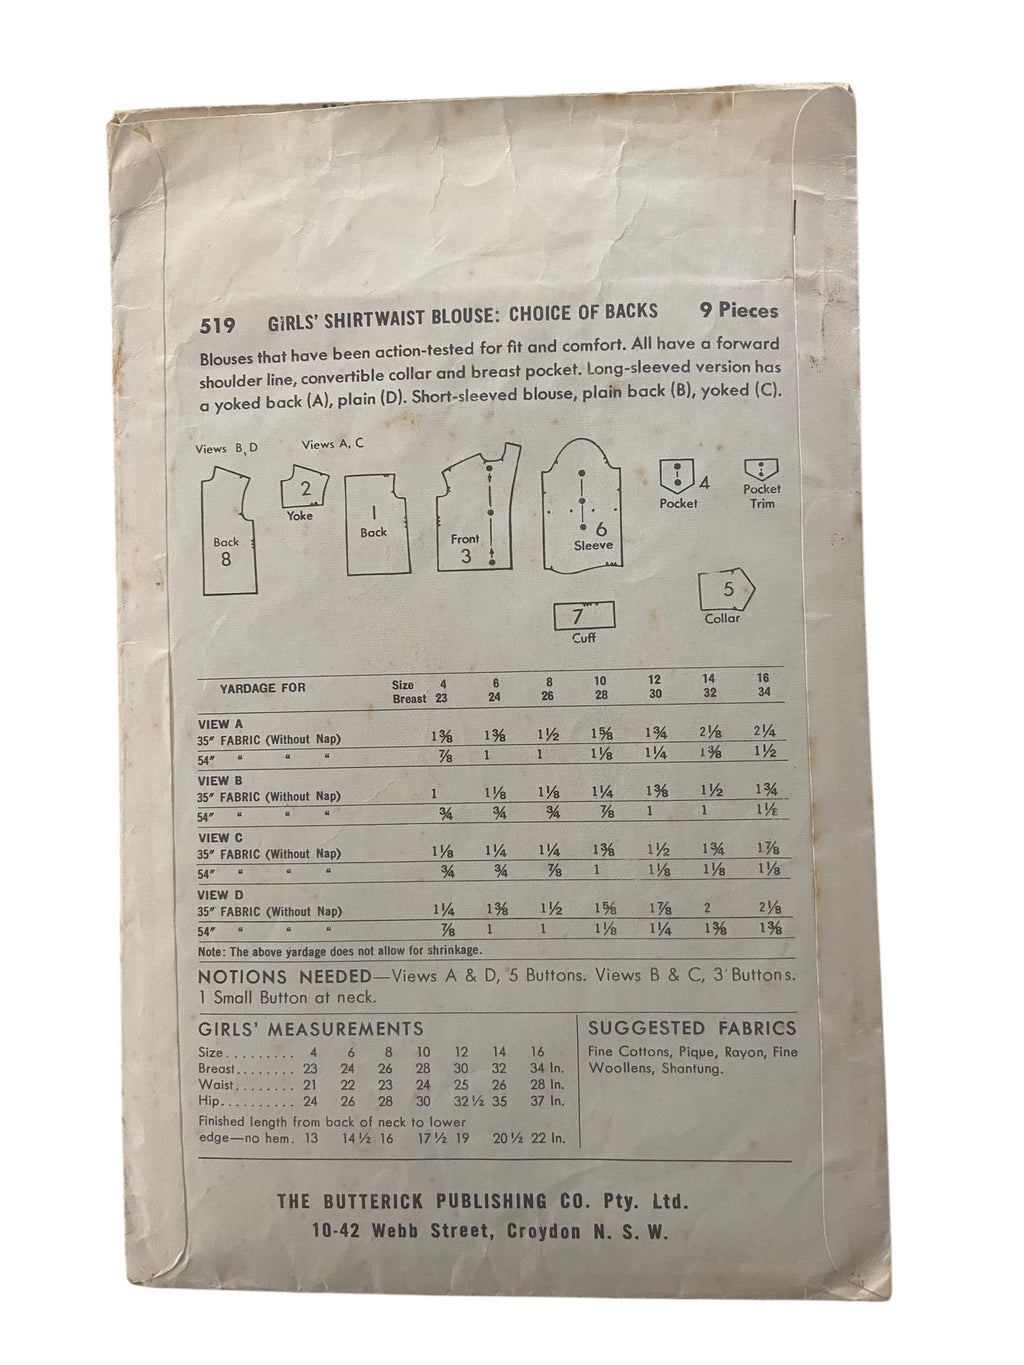 519 GIRLS' SHIRTWAIST BLOUSE: CHOICE OF BACKS 9 Pieces
Blouses that have been action-tested for fit and comfort. All have a forward
shoulder line, convertible collar and breast pocket. Long-sleeved version has
a yoked back (A), plain (D). Short-sleeved blouse, plain back (B), yoked (C).
Views B, D
Views A, C
Back
8
2
Yoke
1
Back
Front
3
6
Sleeve
4
Pocket
Pocket
Trim
7
Cuff
5
Collar
YARDAGE FOR Size 4 6 8 10 12 14 16
Breast 23 24 26 28 30 32 34
VIEW A
35" FABRIC (Without Nap) 1⅜ 1⅜ 1½ 1⅝ 1¾ 2⅛ 2¼
54" " " " ⅞ 1 1 1⅛ 1¼ 1⅜ 1½
VIEW B
35" FABRIC (Without Nap) 1 1⅛ 1⅛ 1¼ 1⅜ 1½ 1¾
54" " " " ¾ ¾ ¾ ⅞ 1 1 1⅛
VIEW C
35" FABRIC (Without Nap) 1⅛ 1¼ 1¼ 1⅜ 1½ 1¾ 1⅞
54" " " " ¾ ¾ ⅞ 1 1⅛ 1⅛ 1⅛
VIEW D
35" FABRIC (Without Nap) 1¼ 1⅜ 1½ 1⅝ 1⅞ 2 2⅛
54" " " " ⅞ 1 1 1⅛ 1¼ 1⅜ 1⅜
Note: The above yardage does not allow for shrinkage.
NOTIONS NEEDED—Views A & D, 5 Buttons. Views B & C, 3 Buttons.
1 Small Button at neck.
GIRLS' MEASUREMENTS
Size......... 4 6 8 10 12 14 16
Breast........ 23 24 26 28 30 32 34 In.
Waist........ 21 22 23 24 25 26 28 In.
Hip.......... 24 26 28 30 32½ 35 37 In.
Finished length from back of neck to lower
edge—no hem. 13 14½ 16 17½ 19 20½ 22 In.
SUGGESTED FABRICS
Fine Cottons, Pique, Rayon, Fine
Woollens, Shantung.
THE BUTTERICK PUBLISHING CO. Pty. Ltd.
10-42 Webb Street, Croydon N. S. W.